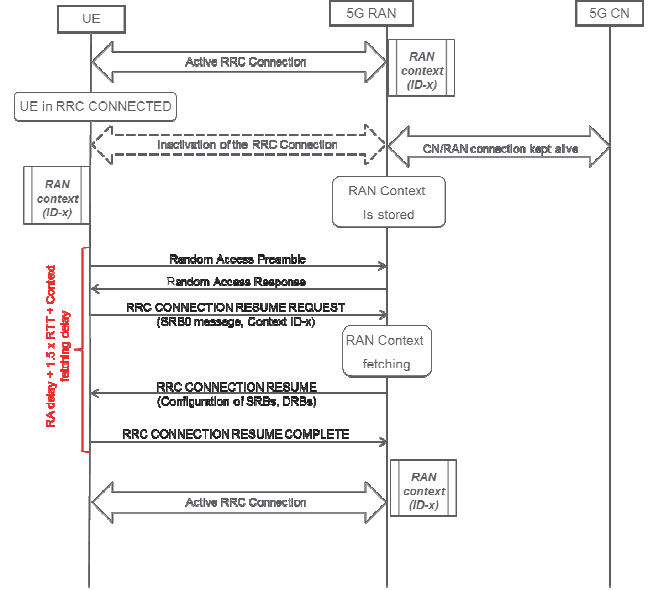 UE
5G RAN
5G CN
Active RRC Connection
RAN
context
(ID-x)
UE in RRC CONNECTED
Inactivation of the RRC Connection
CN/RAN connection kept alive
RAN
context
(ID-x)
RAN Context
Is stored
Random Access Preamble
Random Access Response
RRC CONNECTION RESUME REQUEST
(SRB0 message, Context ID-x)
RA delay + 1.5 x RTT + Context
fetching delay
RAN Context
fetching
RRC CONNECTION RESUME
(Configuration of SRBs, DRBs)
RRC CONNECTION RESUME COMPLETE
RAN
context
(ID-x)
Active RRC Connection